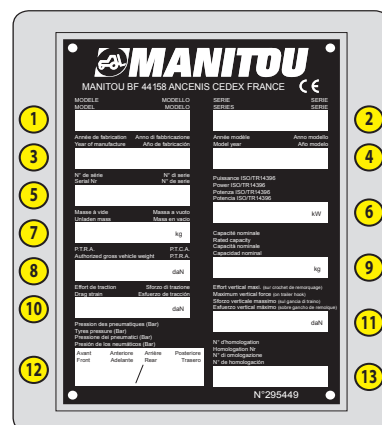 MANITOU
MANITOU BF 44158 ANCENIS CEDEX FRANCE CE
MODELE MODELLO
MODEL MODELO
SERIE SERIE
SERIES SERIE
1
2
Année de fabrication Anno di fabbricazione
Year of manufacture Año de fabricación
Année modèle Anno modello
Model year Año modelo
3
4
N° de série N° di serie
Serial Nr N° de serie
5
Puissance ISO/TR14396
Power ISO/TR14396
Potenza ISO/TR14396
Potencia ISO/TR14396
kW
6
Masse à vide Massa a vuoto
Unladen mass Masa en vacio
kg
7
P.T.R.A. P.T.C.A.
Authorized gross vehicle weight P.T.R.A.
daN
8
Capacité nominale
Rated capacity
Capacità nominale
Capacidad nominal
kg
9
Effort de traction Sforzo di trazione
Drag strain Esfuerzo de tracción
daN
10
Effort vertical maxi. (sur crochet de remorquage)
Maximum vertical force (on trailer hook)
Sforzo verticale massimo (sul gancio di traino)
Esfuerzo vertical máximo (sobre gancho de remolque)
daN
11
Pression des pneumatiques (Bar)
Tyres pressure (Bar)
Pressione dei pneumatici (Bar)
Presión de los neumáticos (Bar)
Avant Anteriore Arrière Posteriore
Front Adelante Rear Trasero
/
12
N° d'homologation
Homologation Nr
N° di omologazione
N° de homologación
13
N°295449